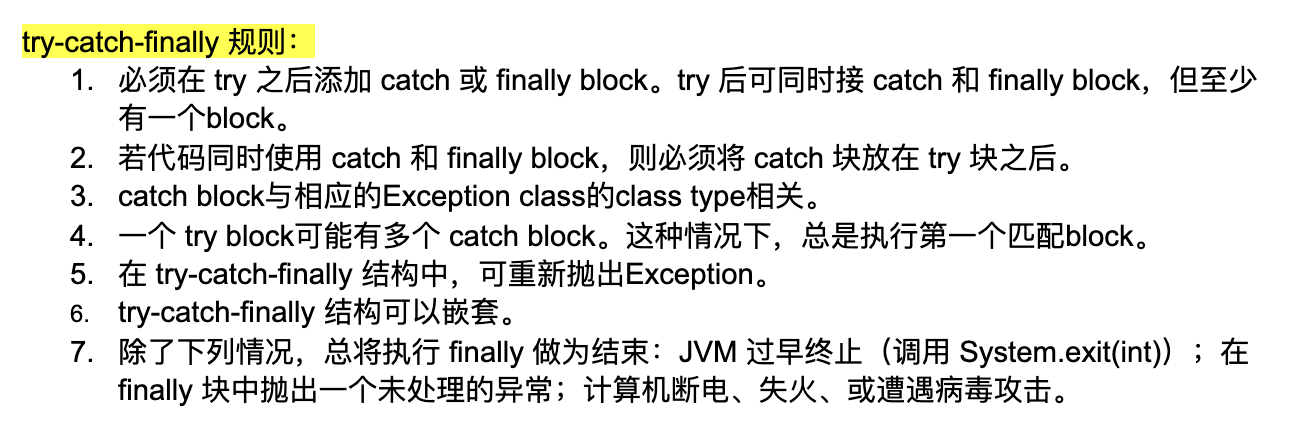 try-catch-finally 规则：
1. 必须在 try 之后添加 catch 或 finally block。try 后可同时接 catch 和 finally block，但至少
有一个block。
2. 若代码同时使用 catch 和 finally block，则必须将 catch 块放在 try 块之后。
3. catch block与相应的Exception class的class type相关。
4. 一个 try block可能有多个 catch block。这种情况下，总是执行第一个匹配block。
5. 在 try-catch-finally 结构中，可重新抛出Exception。
6. try-catch-finally 结构可以嵌套。
7. 除了下列情况，总将执行 finally 做为结束：JVM 过早终止（调用 System.exit(int)）；在
finally 块中抛出一个未处理的异常；计算机断电、失火、或遭遇病毒攻击。